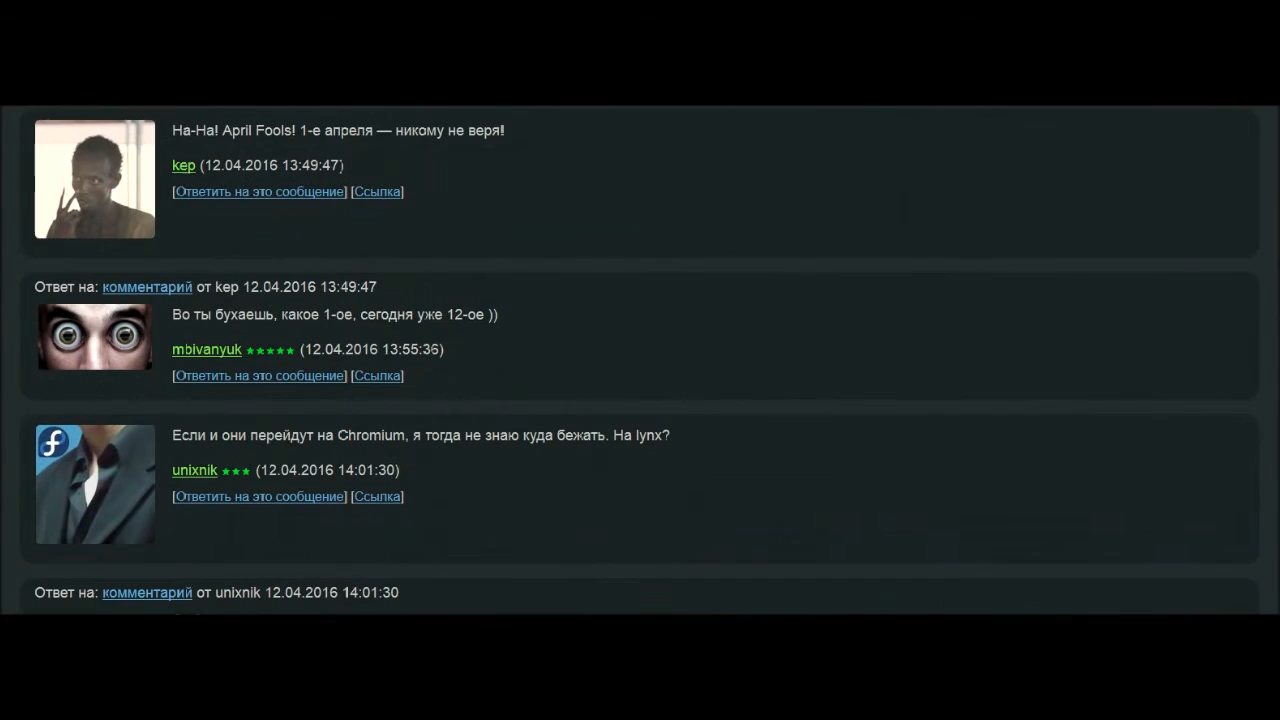 Ha-Ha! April Fools! 1-е апреля — никому не веря!
kep (12.04.2016 13:49:47)
[Ответить на это сообщение] [Ссылка]
Ответ на: комментарий от kep 12.04.2016 13:49:47
Во ты бухаешь, какое 1-ое, сегодня уже 12-ое ))
mbivanyuk ★★★★★ (12.04.2016 13:55:36)
[Ответить на это сообщение] [Ссылка]
Если и они перейдут на Chromium, я тогда не знаю куда бежать. На lynx?
unixnik ★★★ (12.04.2016 14:01:30)
[Ответить на это сообщение] [Ссылка]
Ответ на: комментарий от unixnik 12.04.2016 14:01:30